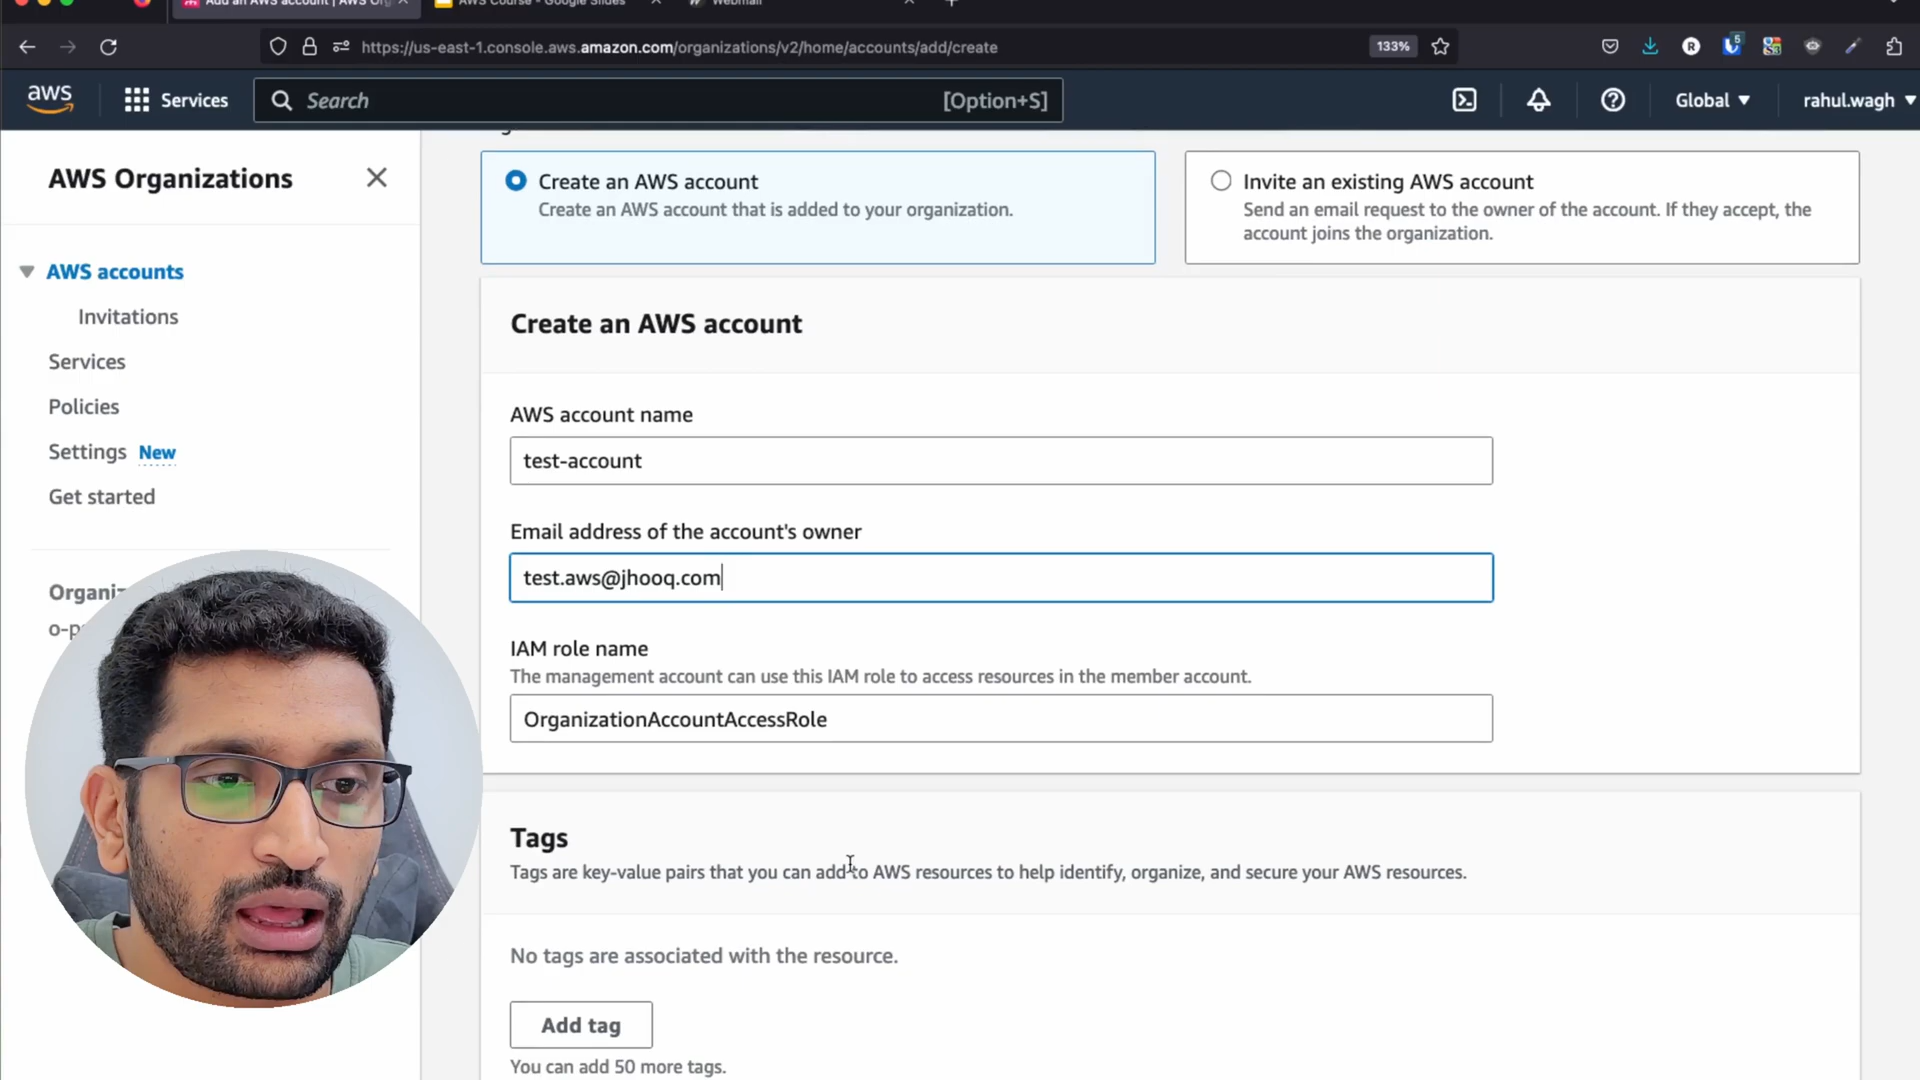 Add an AWS account | AWS Org
AWS Course - Google Slides
Webmail
https://us-east-1.console.aws.amazon.com/organizations/v2/home/accounts/add/create
133%
R
5
aws
Services
Search
[Option+S]
Global
rahul.wagh
AWS Organizations
AWS accounts
Invitations
Services
Policies
Settings New
Get started
Create an AWS account
Create an AWS account that is added to your organization.
Invite an existing AWS account
Send an email request to the owner of the account. If they accept, the
account joins the organization.
Create an AWS account
AWS account name
test-account
Email address of the account's owner
test.aws@jhooq.com
IAM role name
The management account can use this IAM role to access resources in the member account.
OrganizationAccountAccessRole
Tags
Tags are key-value pairs that you can add to AWS resources to help identify, organize, and secure your AWS resources.
No tags are associated with the resource.
Add tag
You can add 50 more tags.